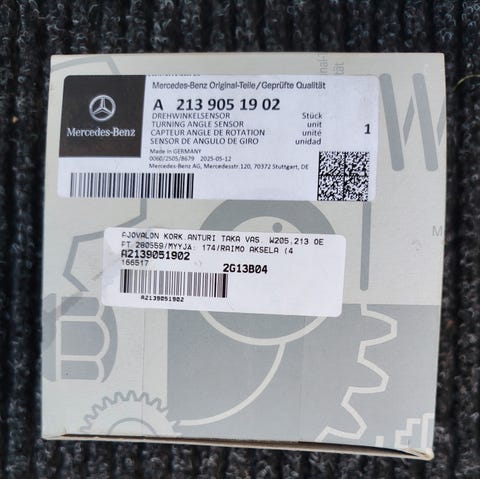 Mercedes-Benz Original-Teile/Geprüfte Qualität
A 213 905 19 02
DREHWINKELSENSOR Stück
TURNING ANGLE SENSOR unit
CAPTEUR ANGLE DE ROTATION unité 1
SENSOR DE ANGULO DE GIRO unidad
Made in GERMANY
0060/2505/8679 2025-05-12
Mercedes-Benz AG, Mercedesstr.120, 70372 Stuttgart, DE
Mercedes-Benz
AJOVALON KORK.ANTURI TAKA VAS. W205,213 OE
PT 280559/MYYJA: 174/RAIMO AKSELA (4
A2139051902
166517 2G13B04
A2139051902